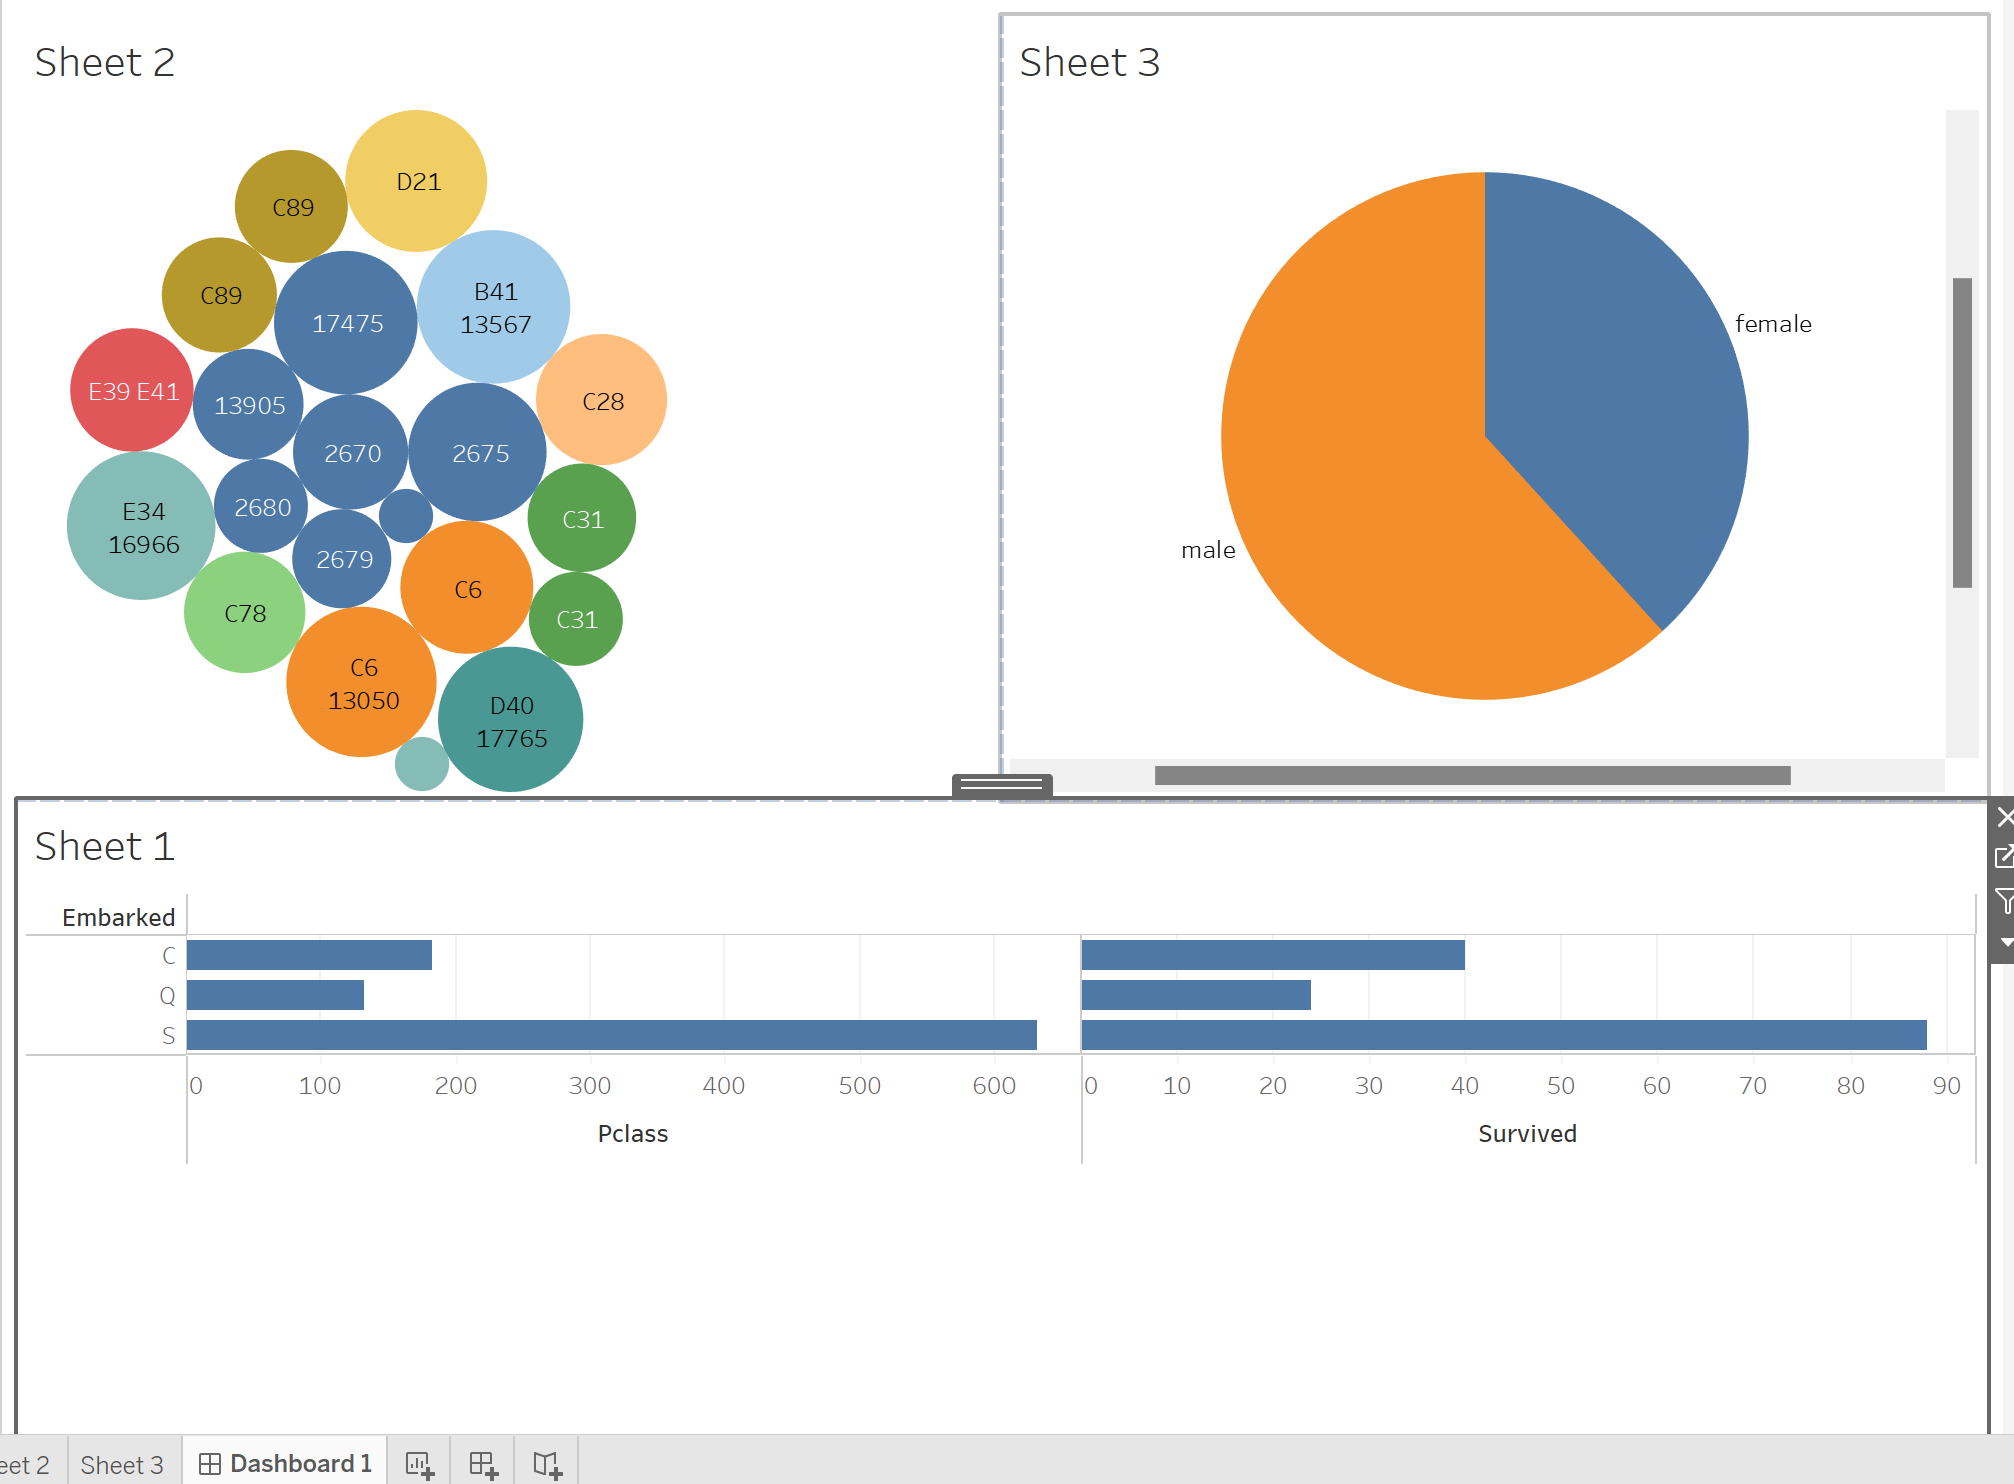 Sheet 2
D21
C89
C89
17475
B41
13567
E39 E41
13905
C28
2670
2675
E34
16966
2680
C31
2679
C78
C6
C31
C6
13050
D40
17765
Sheet 3
female
male
Sheet 1
Embarked
C
Q
S
0 100 200 300 400 500 600 0 10 20 30 40 50 60 70 80 90
Pclass Survived
eet 2 Sheet 3 Dashboard 1